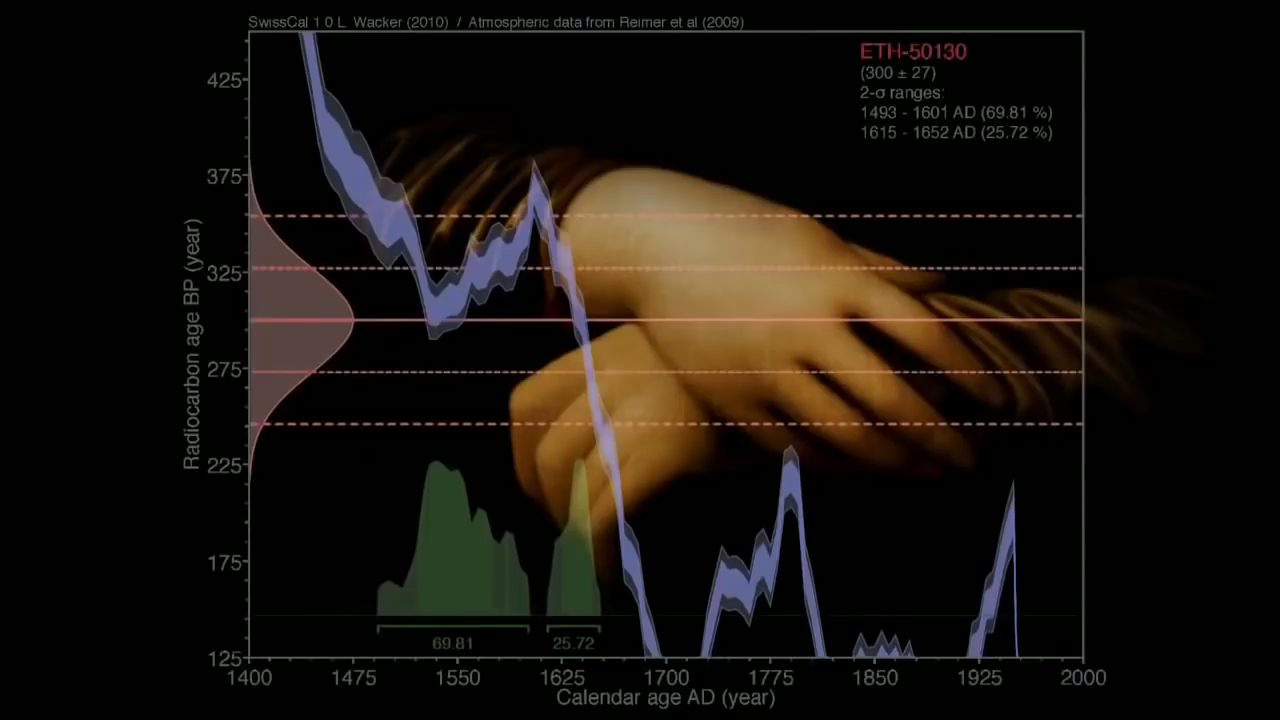 SwissCal 1.0 L. Wacker (2010) / Atmospheric data from Reimer et al (2009)
ETH-50130
(300 ± 27)
2-σ ranges:
1493 - 1601 AD (69.81 %)
1615 - 1652 AD (25.72 %)
Radiocarbon age BP (year)
425
375
325
275
225
175
125
69.81
25.72
1400 1475 1550 1625 1700 1775 1850 1925 2000
Calendar age AD (year)